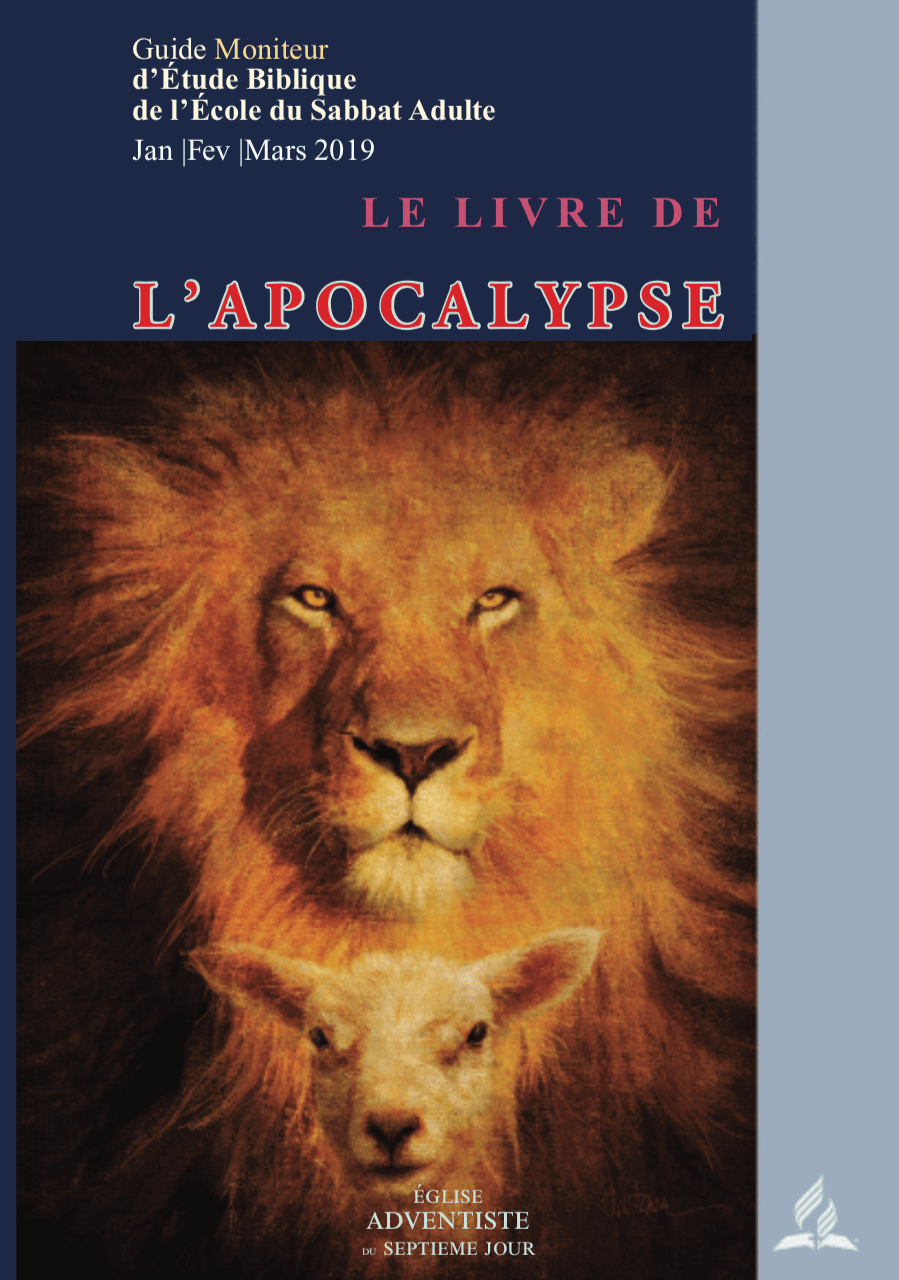 Guide Moniteur
d’Étude Biblique
de l’École du Sabbat Adulte
Jan |Fev |Mars 2019
LE LIVRE DE
L’APOCALYPSE
ÉGLISE
ADVENTISTE
DU SEPTIEME JOUR